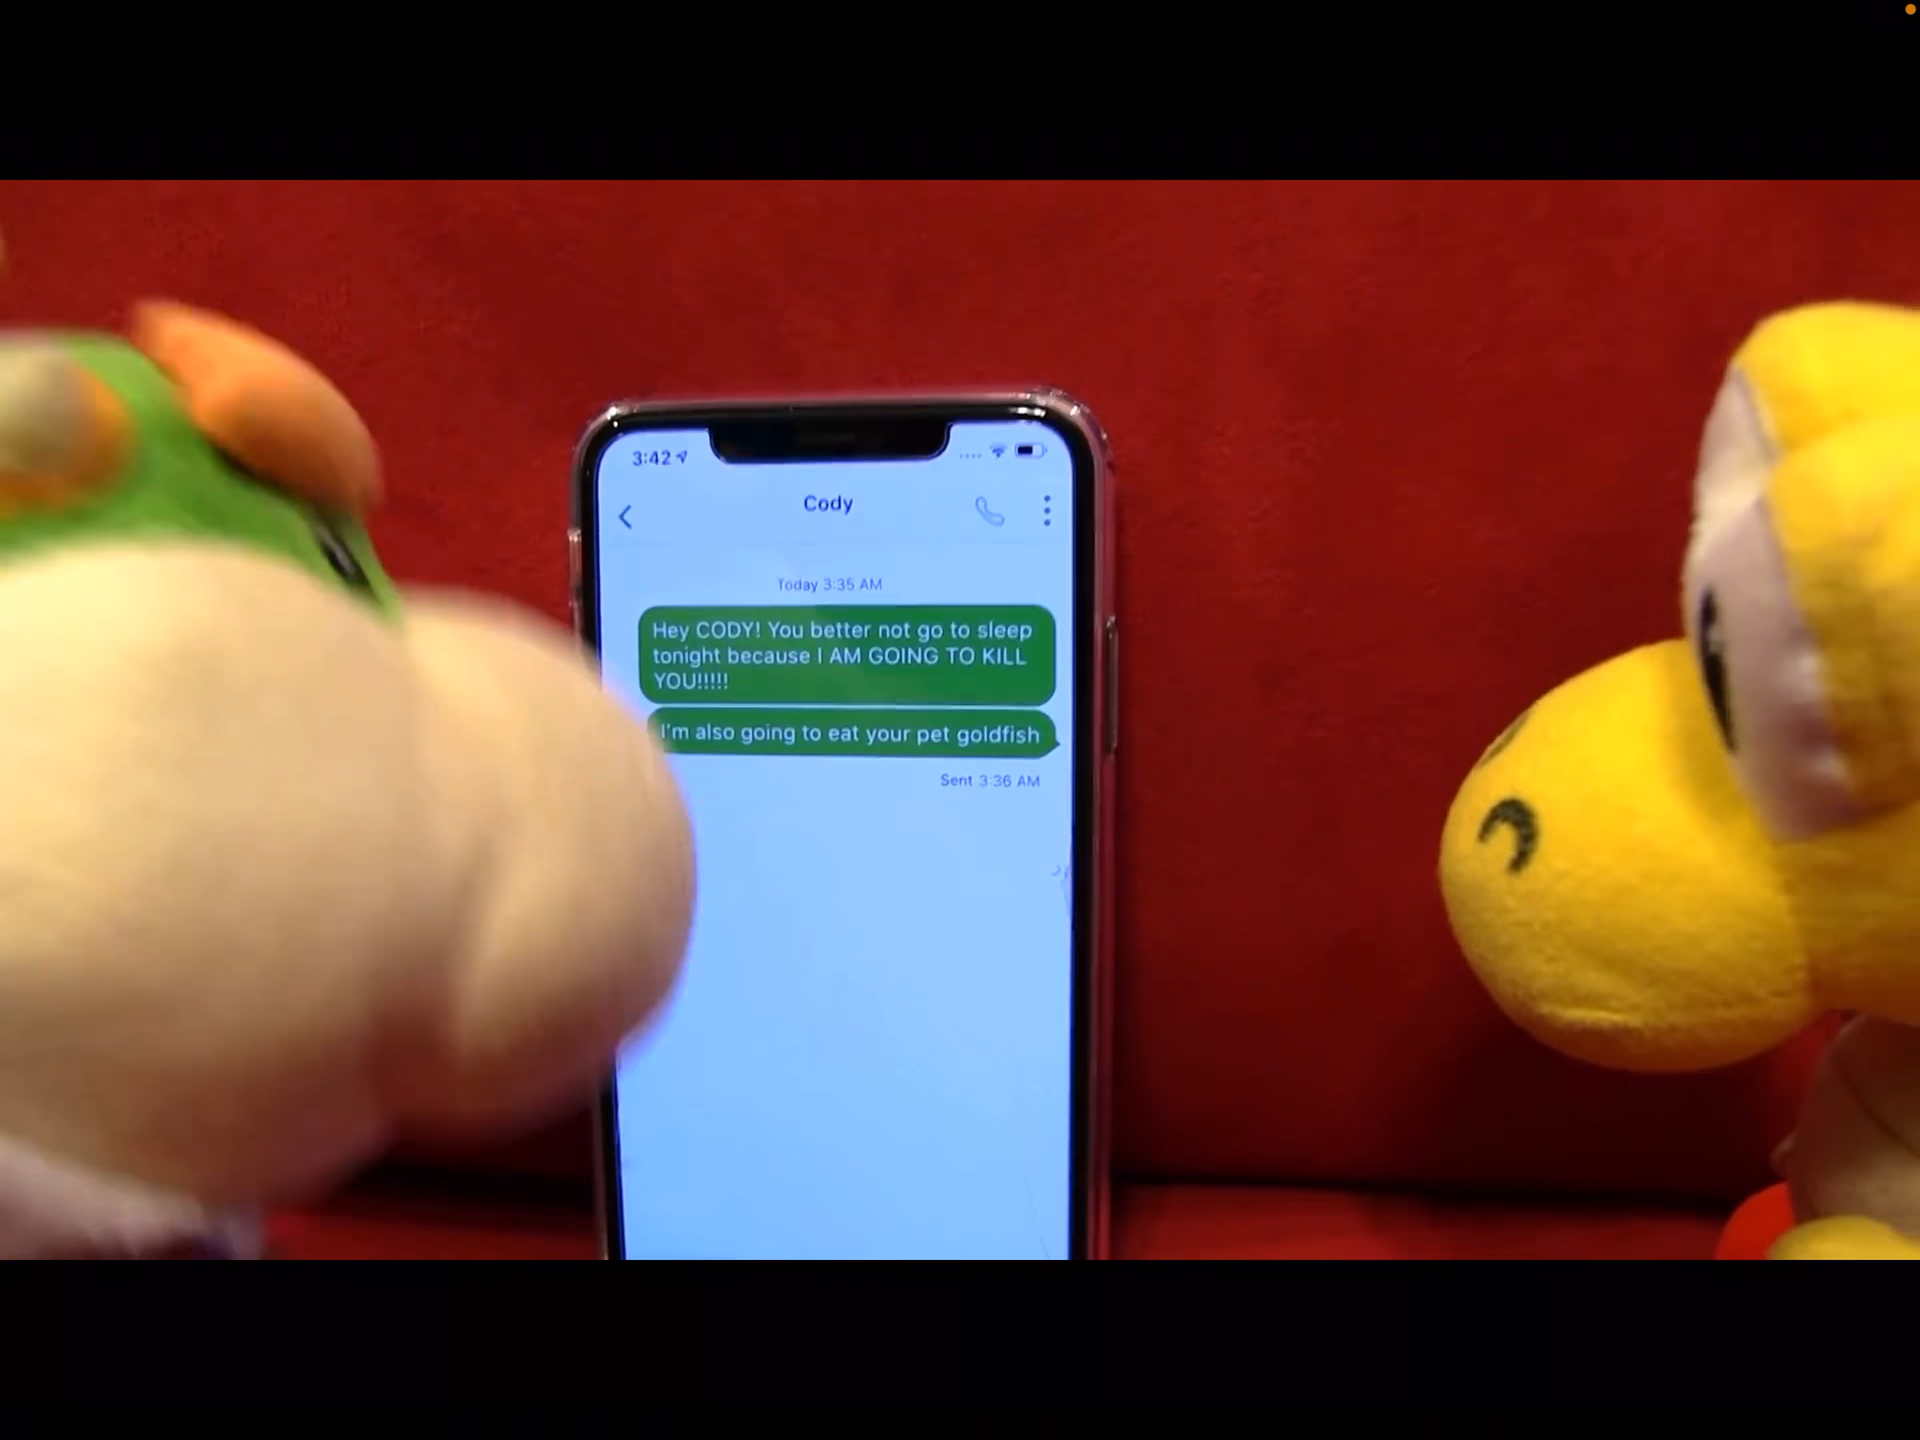 3:42
Cody
Today 3:35 AM
Hey CODY! You better not go to sleep
tonight because I AM GOING TO KILL
YOU!!!!!
I'm also going to eat your pet goldfish
Sent 3:36 AM